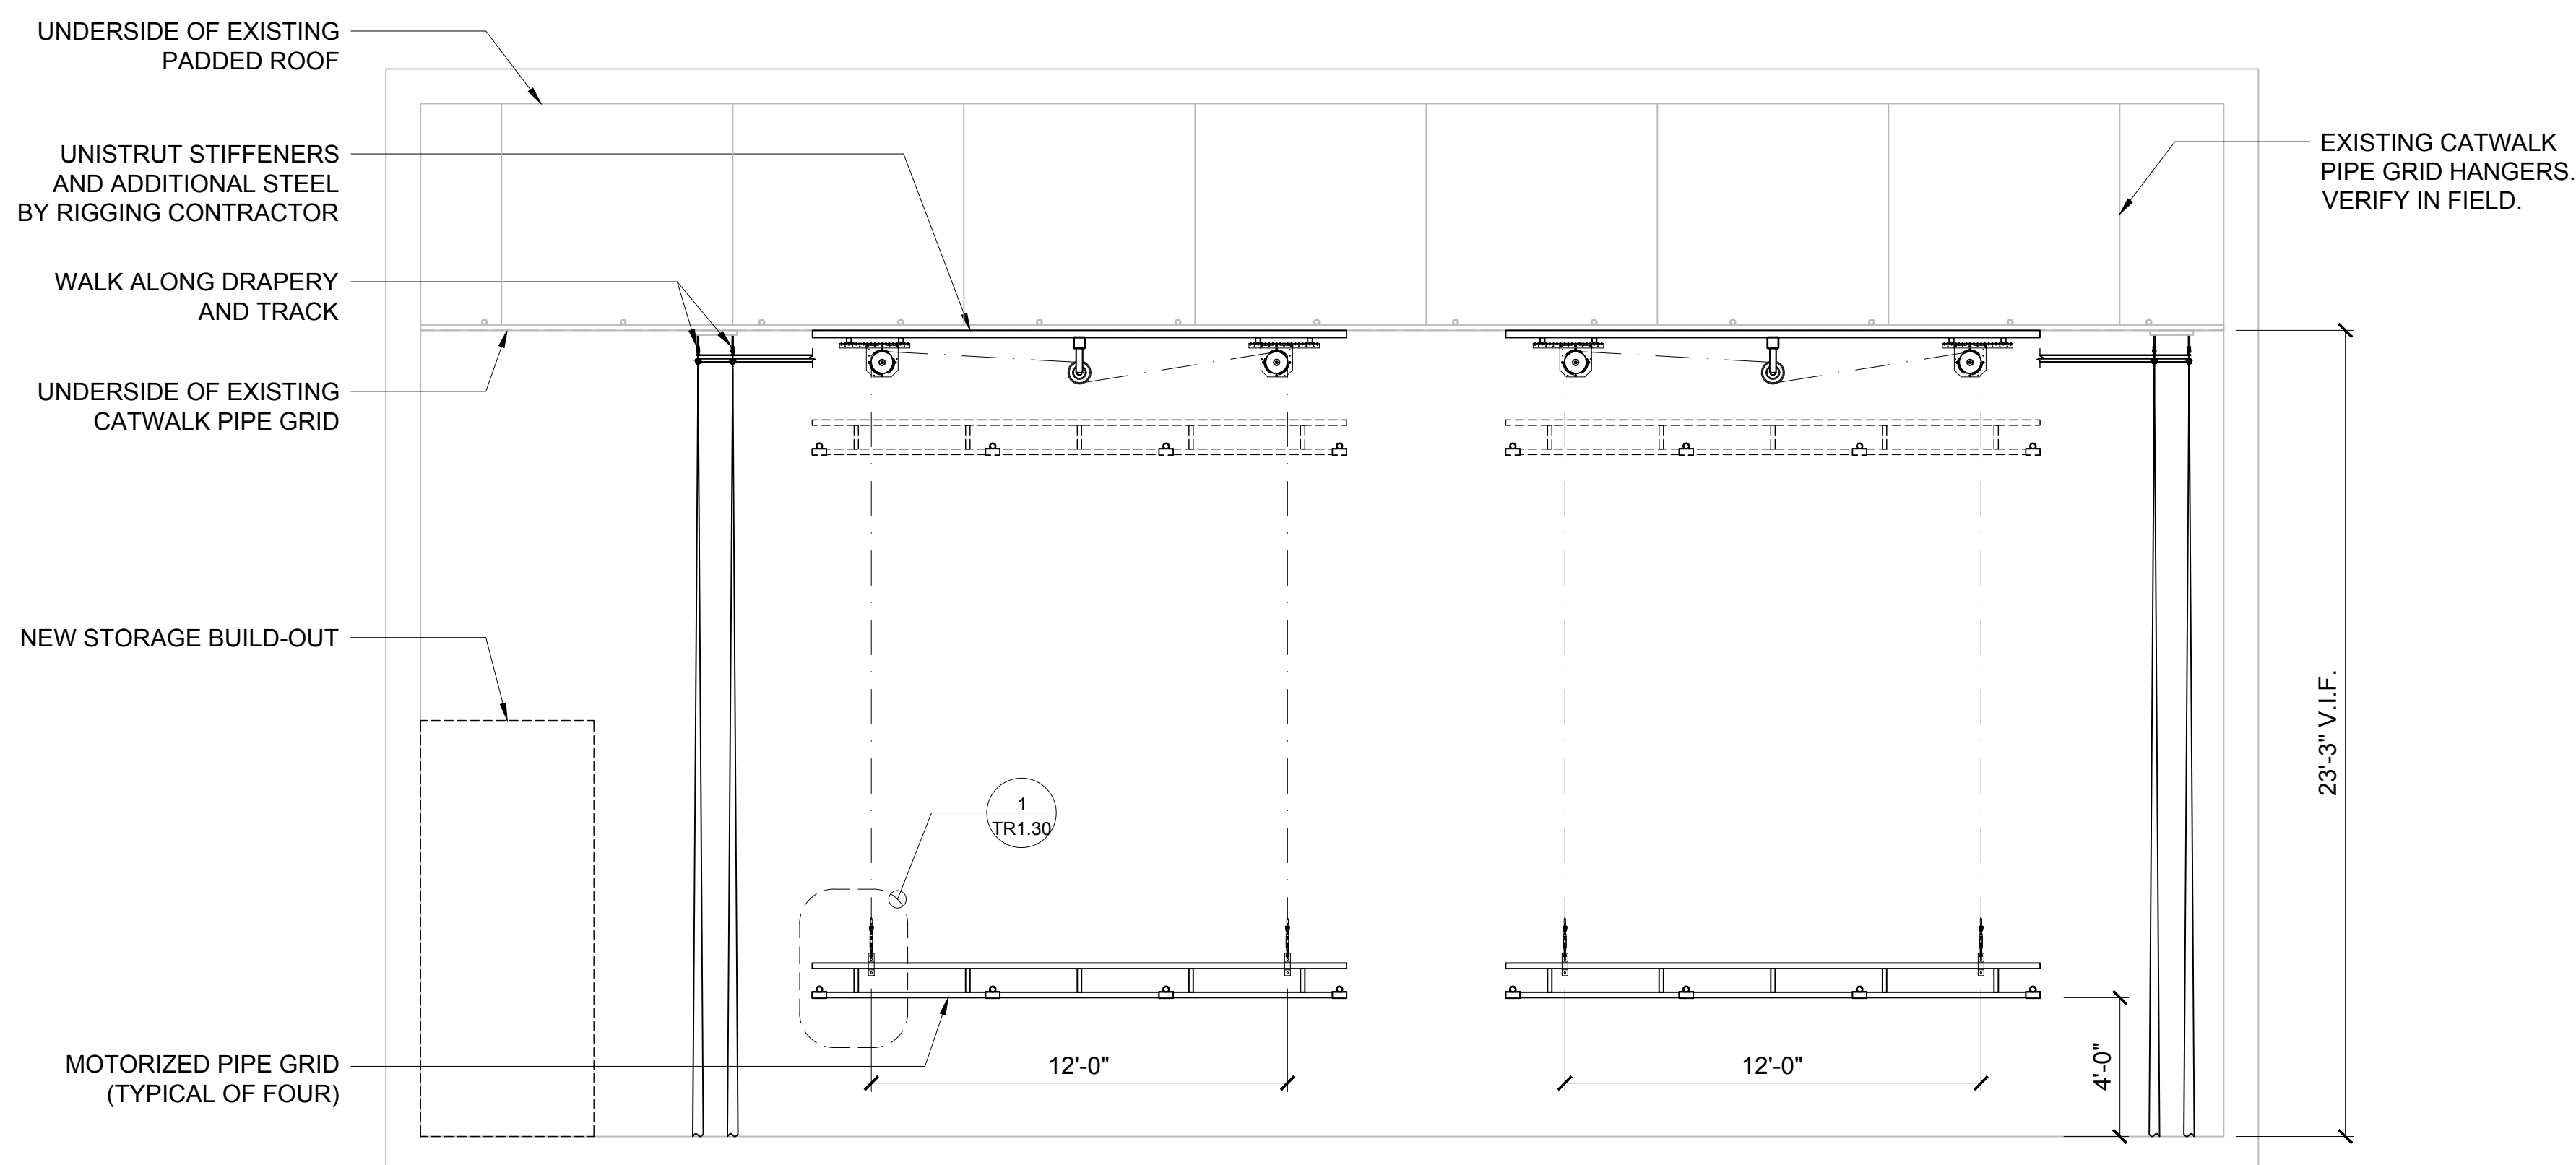 UNDERSIDE OF EXISTING
PADDED ROOF
UNISTRUT STIFFENERS
AND ADDITIONAL STEEL
BY RIGGING CONTRACTOR
WALK ALONG DRAPERY
AND TRACK
UNDERSIDE OF EXISTING
CATWALK PIPE GRID
NEW STORAGE BUILD-OUT
MOTORIZED PIPE GRID
(TYPICAL OF FOUR)
1
TR1.30
12'-0"
12'-0"
4'-0"
23'-3" V.I.F.
EXISTING CATWALK
PIPE GRID HANGERS.
VERIFY IN FIELD.